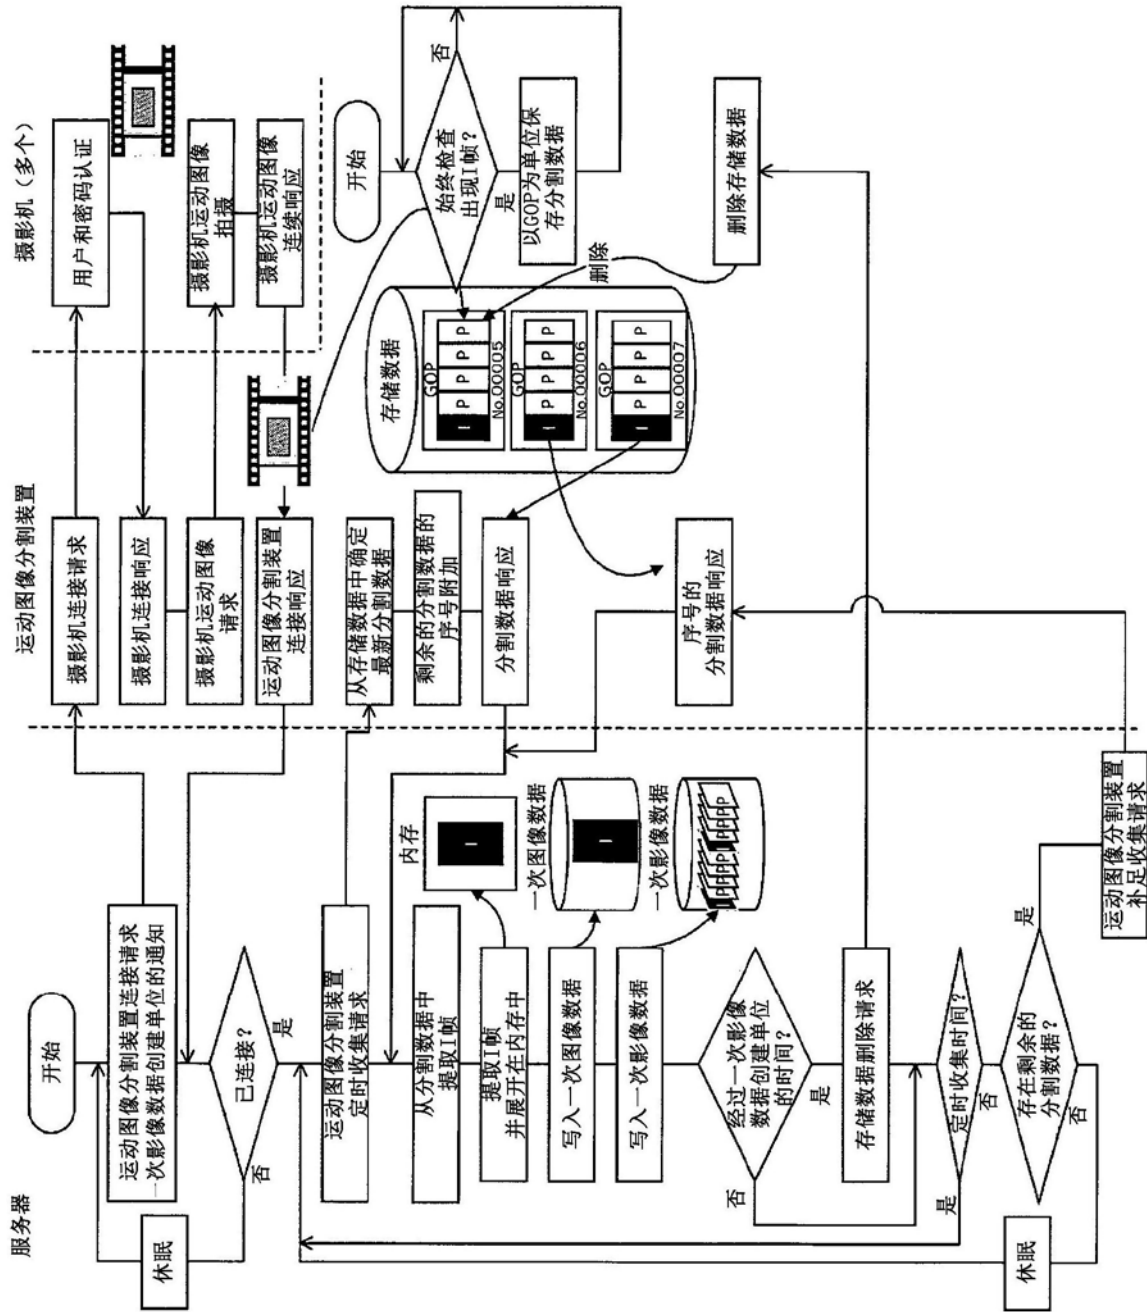 服务器
开始
运动图像分割装置连接请求
一次影像数据创建单位的通知
休眠
已连接?
否
是
运动图像分割装置
定时收集请求
从分割数据中
提取I帧
提取I帧
并展开在内存中
内存
I
写入一次图像数据
一次图像数据
I
写入一次影像数据
一次影像数据
经过一次影像
数据创建单位
的时间?
否
是
存储数据删除请求
定时收集时间?
是
否
存在剩余的
分割数据?
是
否
休眠
运动图像分割装置
补足收集请求
运动图像分割装置
摄影机连接请求
摄影机连接响应
摄影机运动图像
请求
运动图像分割装置
连接响应
从存储数据中确定
最新分割数据
剩余的分割数据的
序号附加
分割数据响应
序号的
分割数据响应
摄影机（多个）
用户和密码认证
摄影机运动图像
拍摄
摄影机运动图像
连续响应
存储数据
GOP
I P P P P
No.00005
GOP
I P P P P
No.00006
GOP
I P P P P
No.00007
开始
始终检查
出现I帧?
否
是
以GOP为单位保
存分割数据
删除
删除存储数据